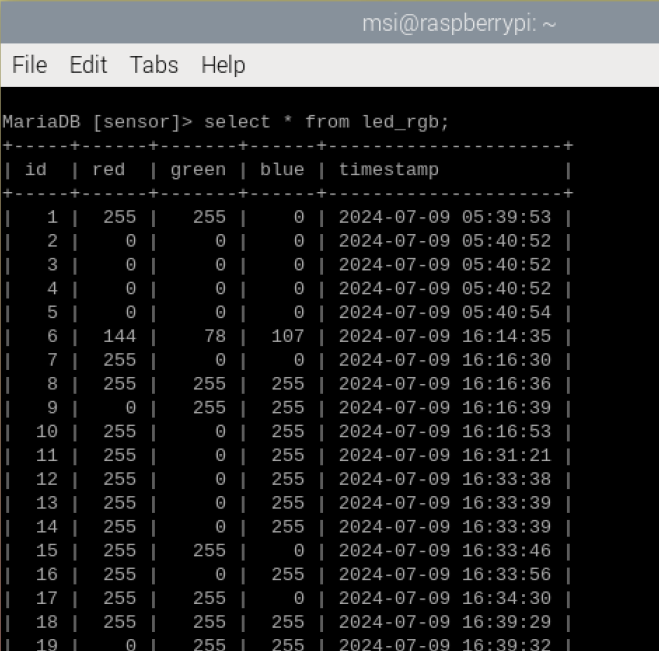 msi@raspberrypi: ~
File Edit Tabs Help
MariaDB [sensor]> select * from led_rgb;
+-----+------+-------+------+---------------------+
| id  | red  | green | blue | timestamp           |
+-----+------+-------+------+---------------------+
|   1 |  255 |   255 |    0 | 2024-07-09 05:39:53 |
|   2 |    0 |     0 |    0 | 2024-07-09 05:40:52 |
|   3 |    0 |     0 |    0 | 2024-07-09 05:40:52 |
|   4 |    0 |     0 |    0 | 2024-07-09 05:40:52 |
|   5 |    0 |     0 |    0 | 2024-07-09 05:40:54 |
|   6 |  144 |    78 |  107 | 2024-07-09 16:14:35 |
|   7 |  255 |     0 |    0 | 2024-07-09 16:16:30 |
|   8 |  255 |   255 |  255 | 2024-07-09 16:16:36 |
|   9 |    0 |   255 |  255 | 2024-07-09 16:16:39 |
|  10 |  255 |     0 |  255 | 2024-07-09 16:16:53 |
|  11 |  255 |     0 |  255 | 2024-07-09 16:31:21 |
|  12 |  255 |     0 |  255 | 2024-07-09 16:33:38 |
|  13 |  255 |     0 |  255 | 2024-07-09 16:33:39 |
|  14 |  255 |     0 |  255 | 2024-07-09 16:33:39 |
|  15 |  255 |   255 |    0 | 2024-07-09 16:33:46 |
|  16 |  255 |     0 |  255 | 2024-07-09 16:33:56 |
|  17 |  255 |   255 |    0 | 2024-07-09 16:34:30 |
|  18 |  255 |   255 |  255 | 2024-07-09 16:39:29 |
|  19 |    0 |   255 |  255 | 2024-07-09 16:39:32 |